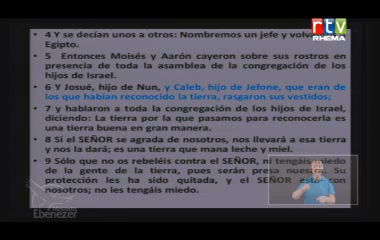 rtv
RHEMA
4 Y se decían unos a otros: Nombremos un jefe y
Egipto.
5 Entonces Moisés y Aarón cayeron sobre sus rostros en
presencia de toda la asamblea de la congregación de los
hijos de Israel.
6 Y Josué, hijo de Nun, y Caleb, hijo de Jefone, que eran de
los que habían reconocido la tierra, rasgaron sus vestidos;
7 y hablaron a toda la congregación de los hijos de Israel,
diciendo: La tierra por la que pasamos para reconocerla es
una tierra buena en gran manera.
8 Si el SEÑOR se agrada de nosotros, nos llevará a esa tierra
y nos la dará; es una tierra que mana leche y miel.
9 Sólo que no os rebeléis contra el SEÑOR, ni tengáis miedo
de la gente de la tierra, pues serán presa nuestra. Su
protección les ha sido quitada, y el SEÑOR está con
nosotros; no les tengáis miedo.
Ebenezer